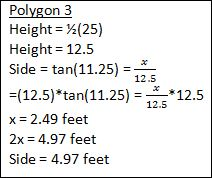 Polygon 3
Height = ½(25)
Height = 12.5
Side = tan(11.25) = x/12.5
=(12.5)*tan(11.25) = x/12.5*12.5
x = 2.49 feet
2x = 4.97 feet
Side = 4.97 feet